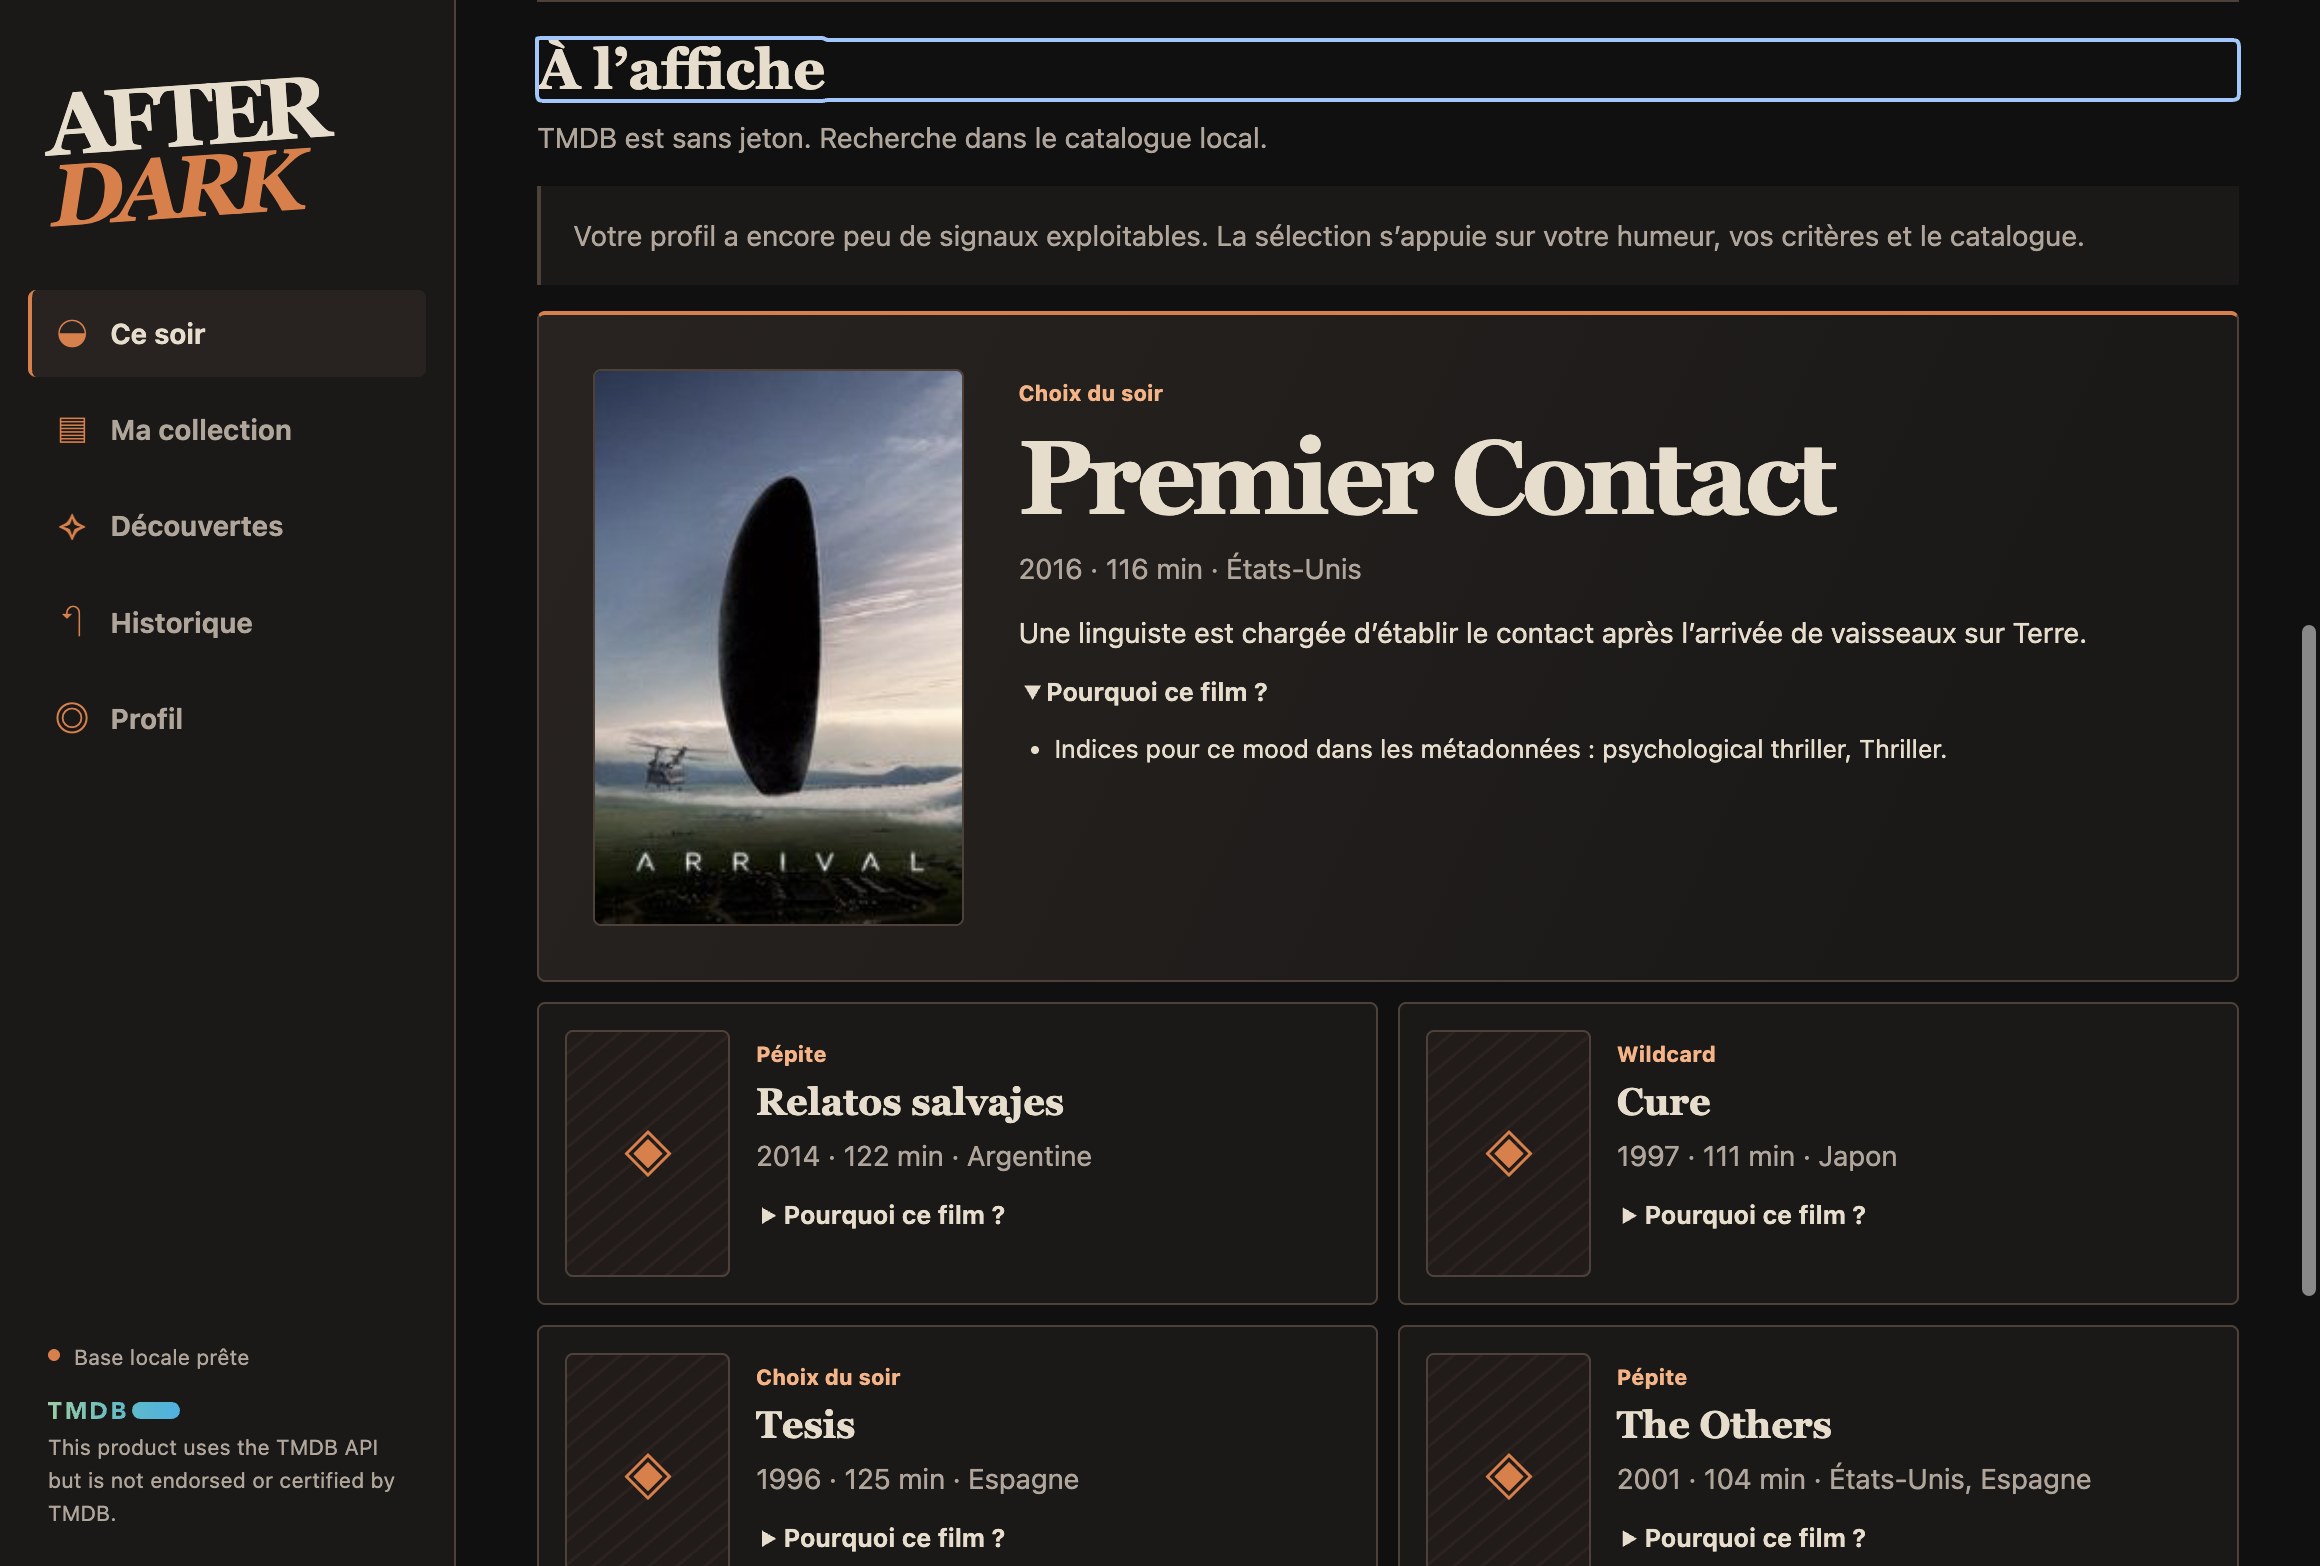 AFTER
DARK
Ce soir
Ma collection
Découvertes
Historique
Profil
Base locale prête
TMDB
This product uses the TMDB API
but is not endorsed or certified by
TMDB.
À l’affiche
TMDB est sans jeton. Recherche dans le catalogue local.
Votre profil a encore peu de signaux exploitables. La sélection s’appuie sur votre humeur, vos critères et le catalogue.
ARRIVAL
Choix du soir
Premier Contact
2016 · 116 min · États-Unis
Une linguiste est chargée d’établir le contact après l’arrivée de vaisseaux sur Terre.
▼ Pourquoi ce film ?
• Indices pour ce mood dans les métadonnées : psychological thriller, Thriller.
Pépite
Relatos salvajes
2014 · 122 min · Argentine
▶ Pourquoi ce film ?
Wildcard
Cure
1997 · 111 min · Japon
▶ Pourquoi ce film ?
Choix du soir
Tesis
1996 · 125 min · Espagne
▶ Pourquoi ce film ?
Pépite
The Others
2001 · 104 min · États-Unis, Espagne
▶ Pourquoi ce film ?